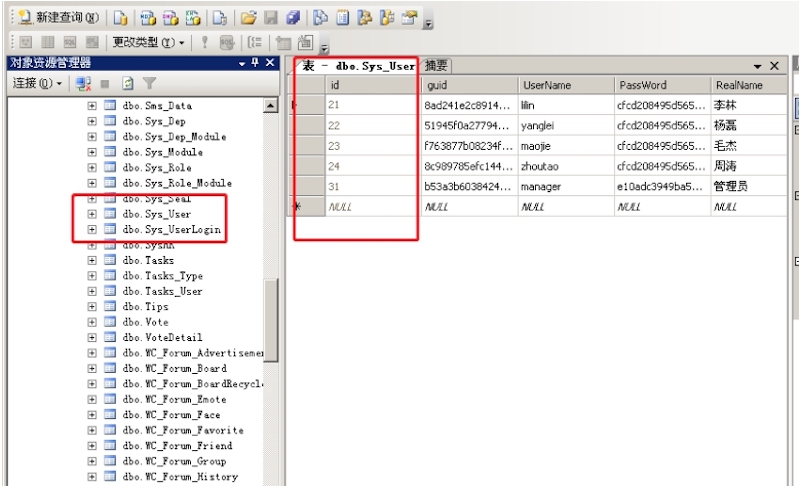 新建查询(N)
更改类型(Y)
对象资源管理器
连接(O)
dbo.Sms_Data
dbo.Sys_Dep
dbo.Sys_Dep_Module
dbo.Sys_Module
dbo.Sys_Role
dbo.Sys_Role_Module
dbo.Sys_Seal
dbo.Sys_User
dbo.Sys_UserLogin
dbo.SysHK
dbo.Tasks
dbo.Tasks_Type
dbo.Tasks_User
dbo.Tips
dbo.Vote
dbo.VoteDetail
dbo.WC_Forum_Advertisemen
dbo.WC_Forum_Board
dbo.WC_Forum_BoardRecycle
dbo.WC_Forum_Emote
dbo.WC_Forum_Face
dbo.WC_Forum_Favorite
dbo.WC_Forum_Friend
dbo.WC_Forum_Group
dbo.WC_Forum_History
表 - dbo.Sys_User 摘要
id guid UserName PassWord RealName
21 8ad241e2c8914... lilin cfcd208495d565... 李林
22 51945f0a27794... yanglei cfcd208495d565... 杨磊
23 f763877b08234f... maojie cfcd208495d565... 毛杰
24 8c989785efc144... zhoutao cfcd208495d565... 周涛
31 b53a3b6038424... manager e10adc3949ba5... 管理员
NULL NULL NULL NULL NULL